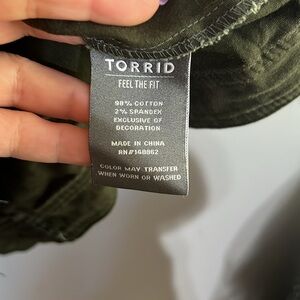 TORRID
FEEL THE FIT
98% COTTON
2% SPANDEX
EXCLUSIVE OF
DECORATION
MADE IN CHINA
RN#148862
COLOR MAY TRANSFER
WHEN WORN OR WASHED